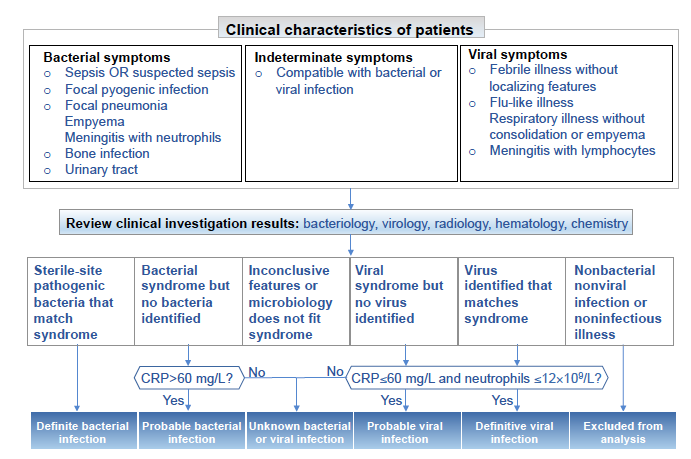 Clinical characteristics of patients
Bacterial symptoms
o Sepsis OR suspected sepsis
o Focal pyogenic infection
o Focal pneumonia
Empyema
Meningitis with neutrophils
o Bone infection
o Urinary tract
Indeterminate symptoms
o Compatible with bacterial or
viral infection
Viral symptoms
o Febrile illness without
localizing features
o Flu-like illness
Respiratory illness without
consolidation or empyema
o Meningitis with lymphocytes
Review clinical investigation results: bacteriology, virology, radiology, hematology, chemistry
Sterile-site
pathogenic
bacteria that
match
syndrome
Bacterial
syndrome but
no bacteria
identified
Inconclusive
features or
microbiology
does not fit
syndrome
Viral
syndrome but
no virus
identified
Virus
identified that
matches
syndrome
Nonbacterial
nonviral
infection or
noninfectious
illness
CRP>60 mg/L?
No
No
CRP≤60 mg/L and neutrophils ≤12×10⁹/L?
Yes
Yes
Yes
Definite bacterial
infection
Probable bacterial
infection
Unknown bacterial
or viral infection
Probable viral
infection
Definitive viral
infection
Excluded from
analysis